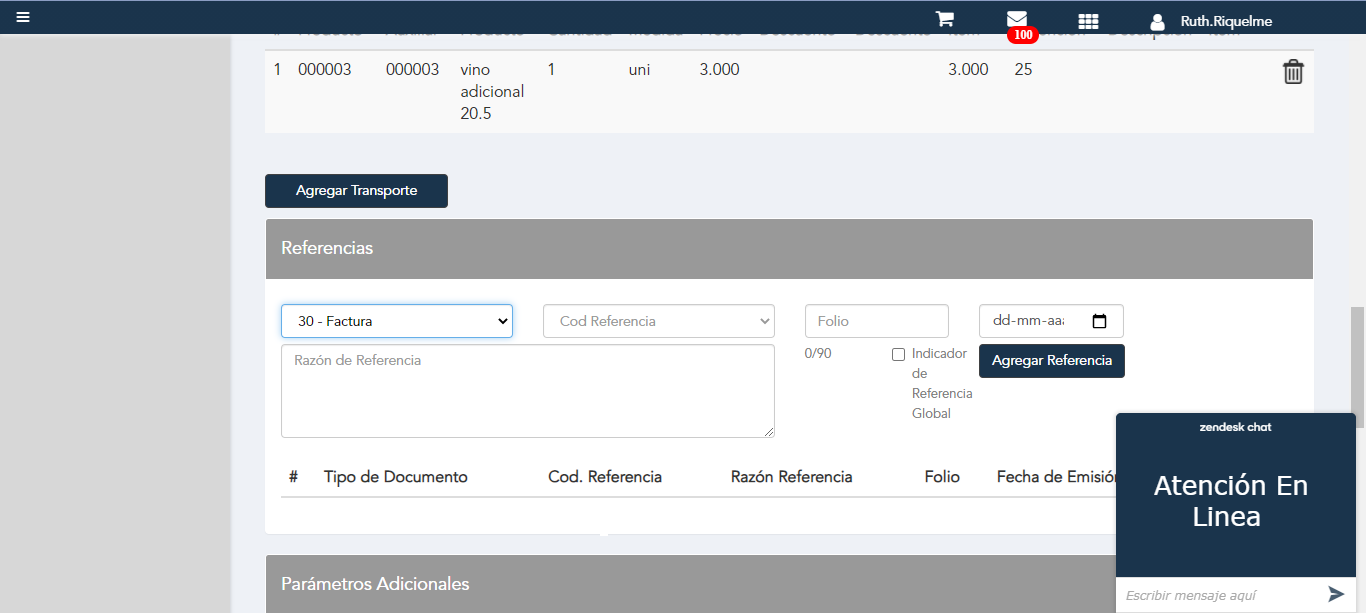 Ruth.Riquelme
100
1 000003 000003 vino 1 uni 3.000 3.000 25
adicional
20.5
Agregar Transporte
Referencias
30 - Factura Cod Referencia Folio dd-mm-aa
Razón de Referencia 0/90 Indicador Agregar Referencia
de
Referencia
Global
zendesk chat
# Tipo de Documento Cod. Referencia Razón Referencia Folio Fecha de Emisión
Atención En
Linea
Parámetros Adicionales
Escribir mensaje aquí